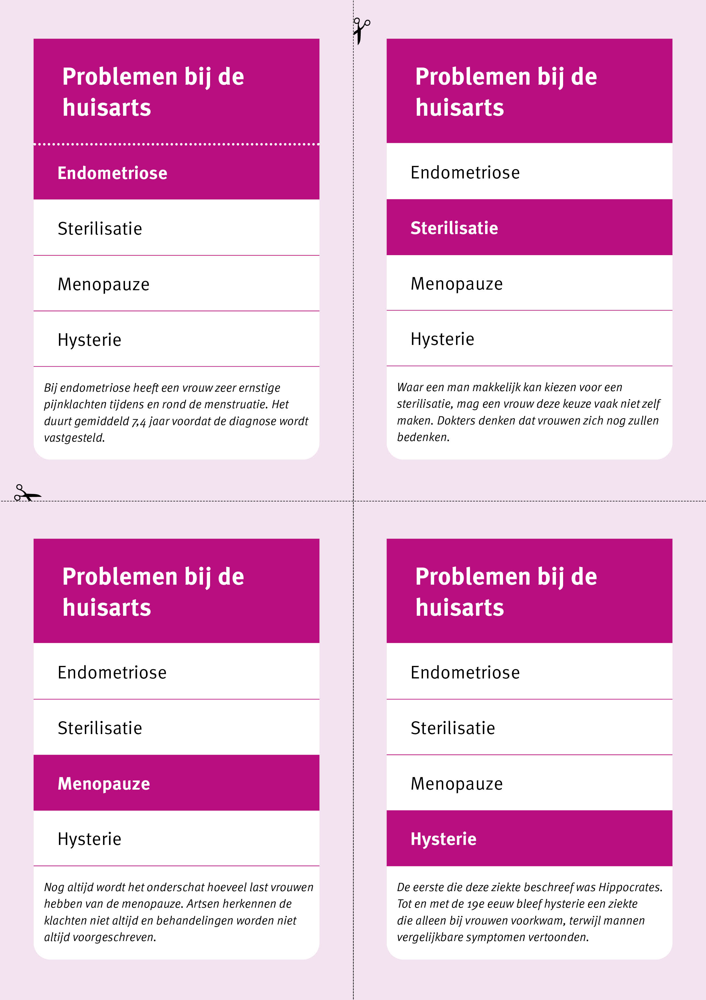 Problemen bij de
huisarts
Endometriose
Sterilisatie
Menopauze
Hysterie
Bij endometriose heeft een vrouw zeer ernstige
pijnklachten tijdens en rond de menstruatie. Het
duurt gemiddeld 7,4 jaar voordat de diagnose wordt
vastgesteld.
Problemen bij de
huisarts
Endometriose
Sterilisatie
Menopauze
Hysterie
Waar een man makkelijk kan kiezen voor een
sterilisatie, mag een vrouw deze keuze vaak niet zelf
maken. Dokters denken dat vrouwen zich nog zullen
bedenken.
Problemen bij de
huisarts
Endometriose
Sterilisatie
Menopauze
Hysterie
Nog altijd wordt het onderschat hoeveel last vrouwen
hebben van de menopauze. Artsen herkennen de
klachten niet altijd en behandelingen worden niet
altijd voorgeschreven.
Problemen bij de
huisarts
Endometriose
Sterilisatie
Menopauze
Hysterie
De eerste die deze ziekte beschreef was Hippocrates.
Tot en met de 19e eeuw bleef hysterie een ziekte
die alleen bij vrouwen voorkwam, terwijl mannen
vergelijkbare symptomen vertoonden.